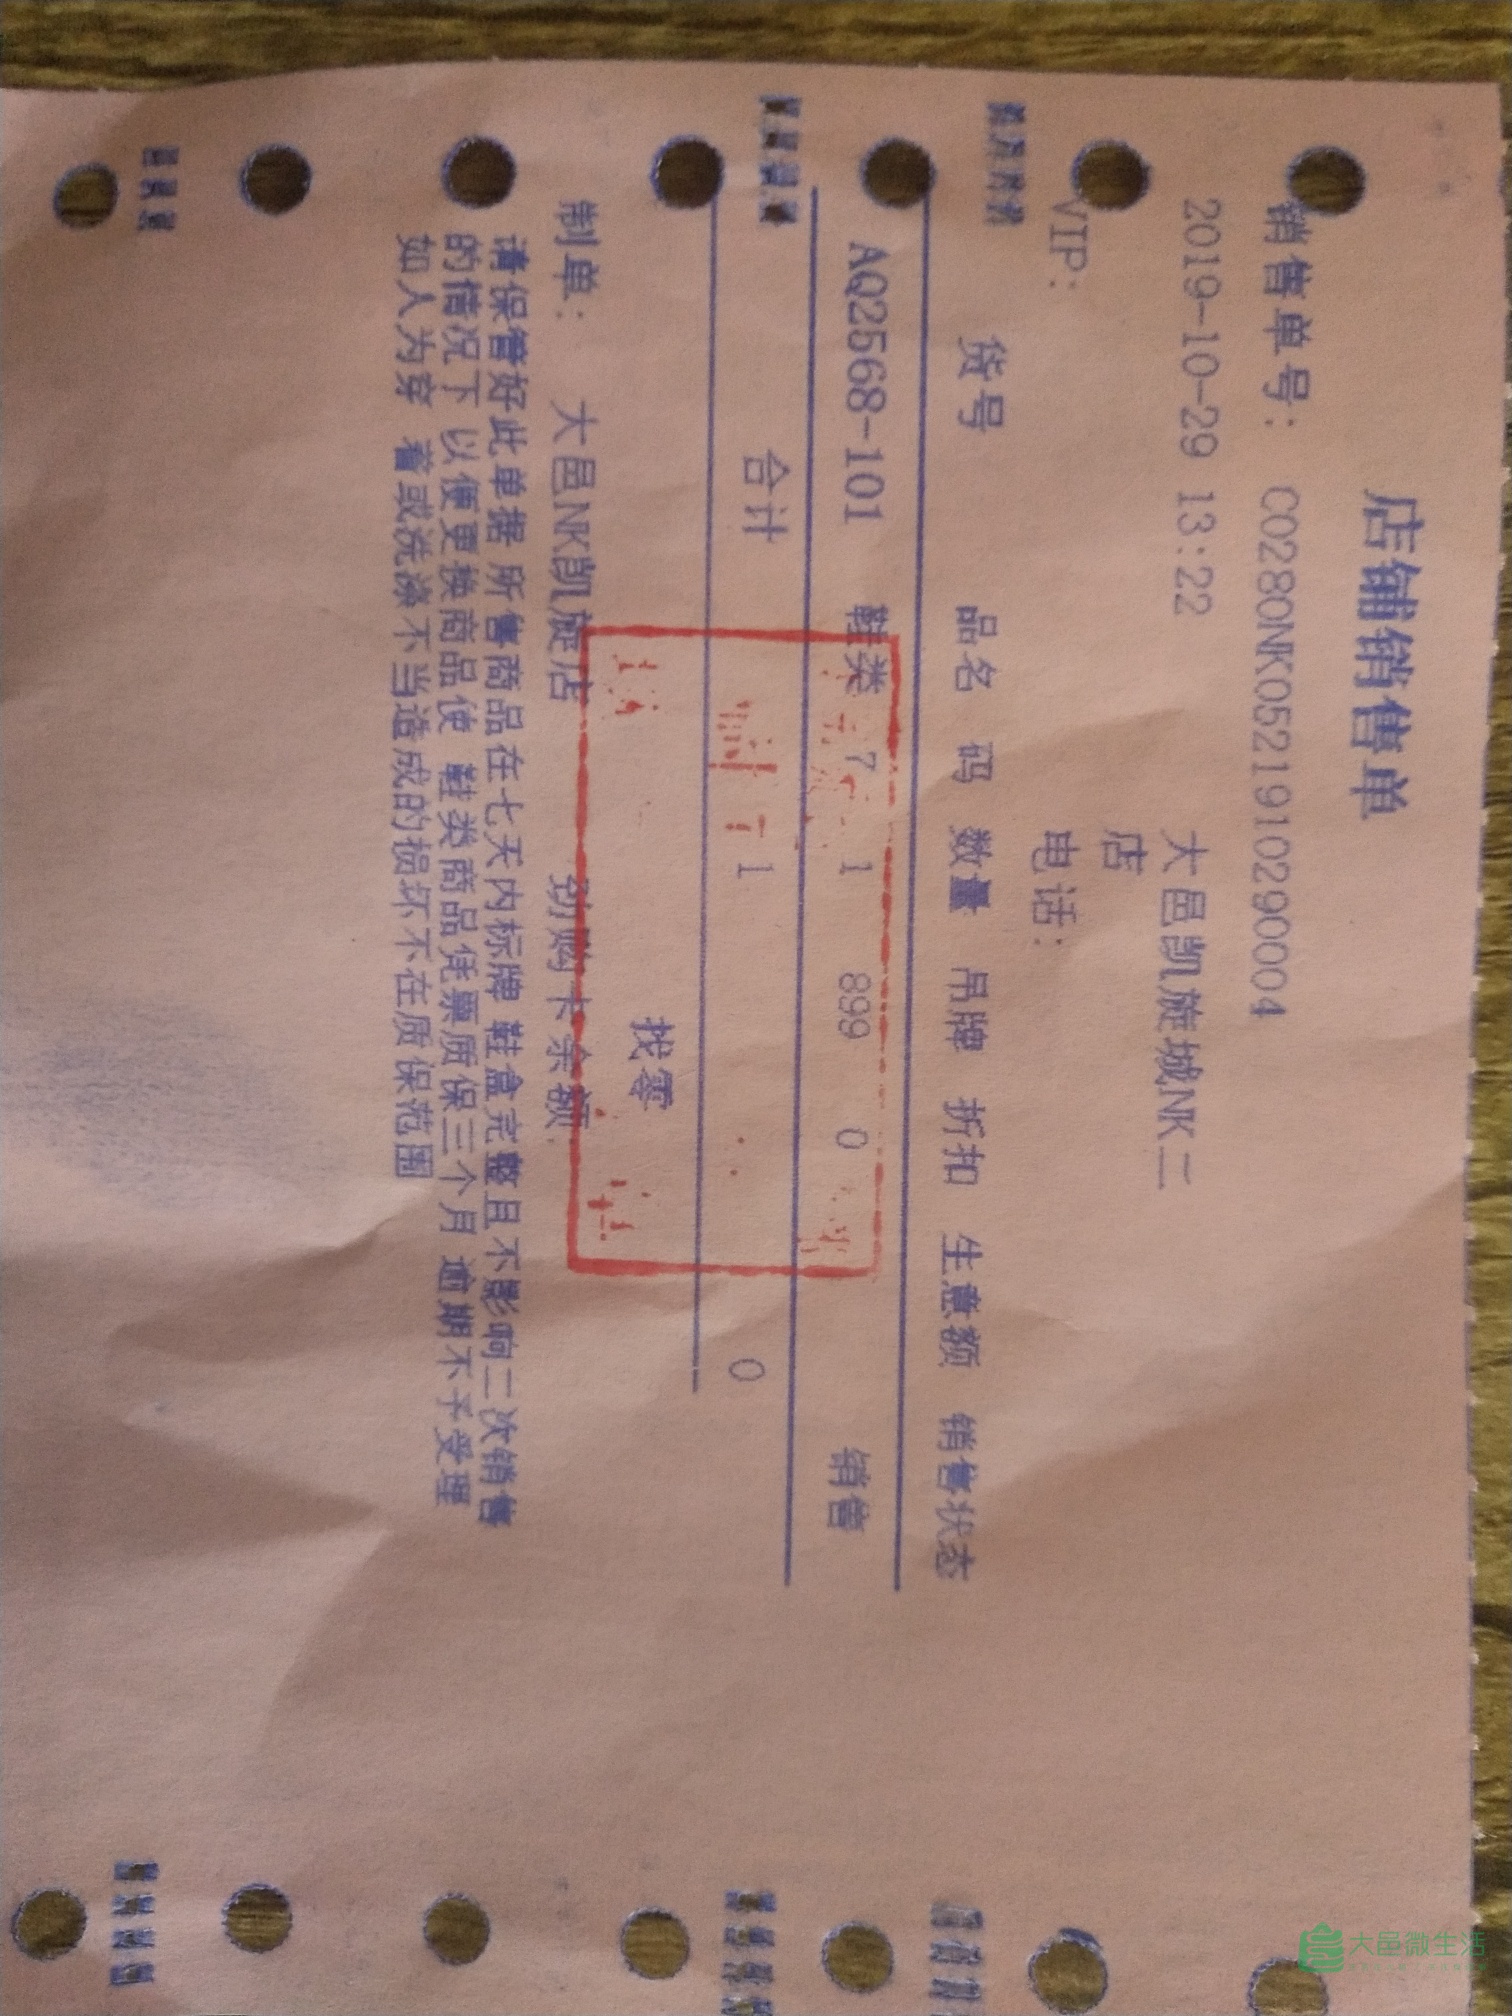 店铺销售单
销售单号: C0280NK0521910290004
2019-10-29 13:22 大邑凯旋城NK二店
VIP: 电话:
货号 品名 码 数量 吊牌 折扣 生意额 销售状态
AQ2568-101 鞋类 7 1 899 0 销售
合计 1 0
找零
制单: 大邑NK凯旋店 劲购卡余额:
请保管好此单据 所售商品在七天内标牌 鞋盒完整且不影响二次销售
的情况下 以便更换商品使 鞋类商品凭票质保三个月 逾期不予受理
如人为穿 着或洗涤不当造成的损坏不在质保范围
大邑微生活